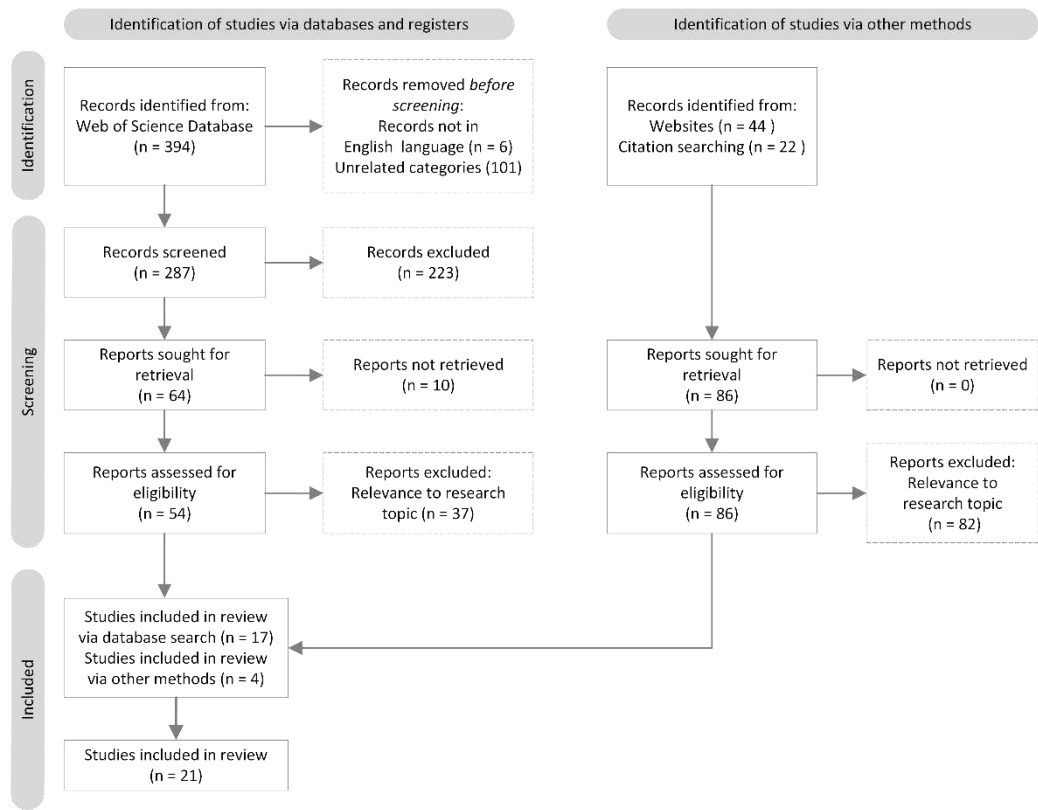 Identification of studies via databases and registers
Identification of studies via other methods
Identification
Records identified from:
Web of Science Database
(n = 394)
Records removed before
screening:
Records not in
English language (n = 6)
Unrelated categories (101)
Records identified from:
Websites (n = 44 )
Citation searching (n = 22 )
Screening
Records screened
(n = 287)
Records excluded
(n = 223)
Reports sought for
retrieval
(n = 64)
Reports not retrieved
(n = 10)
Reports sought for
retrieval
(n = 86)
Reports not retrieved
(n = 0)
Reports assessed for
eligibility
(n = 54)
Reports excluded:
Relevance to research
topic (n = 37)
Reports assessed for
eligibility
(n = 86)
Reports excluded:
Relevance to
research topic
(n = 82)
Included
Studies included in review
via database search (n = 17)
Studies included in review
via other methods (n = 4)
Studies included in review
(n = 21)